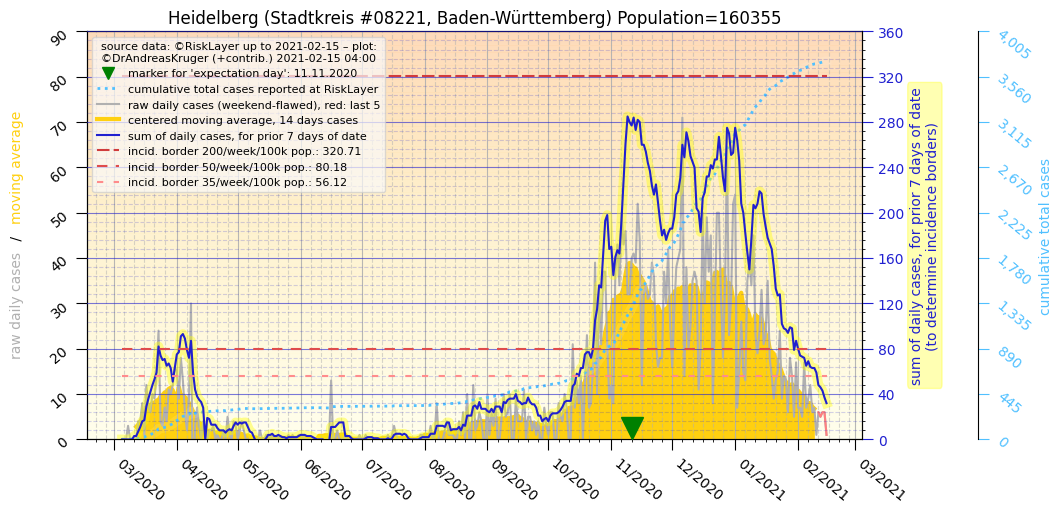 Heidelberg (Stadtkreis #08221, Baden-Württemberg) Population=160355
source data: ©RiskLayer up to 2021-02-15 – plot:
©DrAndreasKruger (+contrib.) 2021-02-15 04:00
marker for 'expectation day': 11.11.2020
cumulative total cases reported at RiskLayer
raw daily cases (weekend-flawed), red: last 5
centered moving average, 14 days cases
sum of daily cases, for prior 7 days of date
incid. border 200/week/100k pop.: 320.71
incid. border 50/week/100k pop.: 80.18
incid. border 35/week/100k pop.: 56.12
raw daily cases / moving average
90
80
70
60
50
40
30
20
10
0
03/2020
04/2020
05/2020
06/2020
07/2020
08/2020
09/2020
10/2020
11/2020
12/2020
01/2021
02/2021
03/2021
360
320
280
240
200
160
120
80
40
0
sum of daily cases, for prior 7 days of date
(to determine incidence borders)
4,005
3,560
3,115
2,670
2,225
1,780
1,335
890
445
0
cumulative total cases